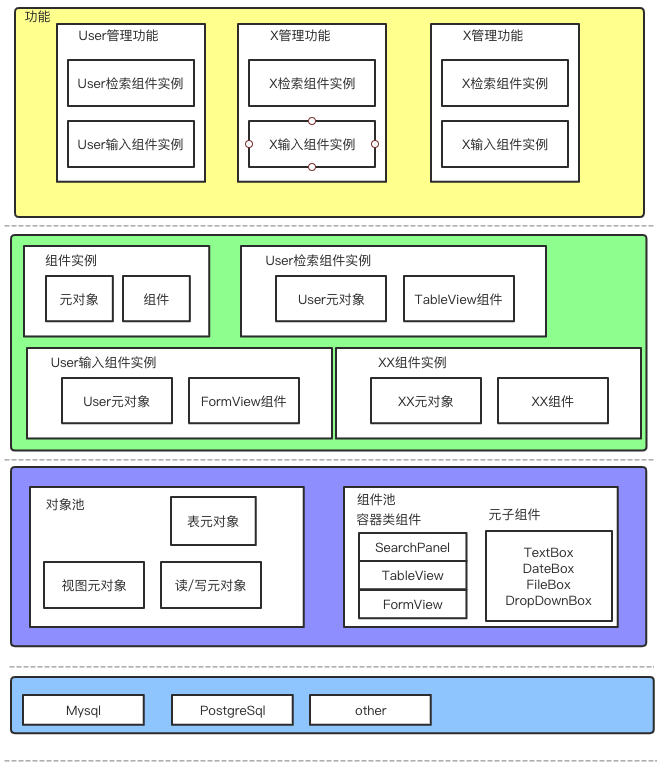 功能
User管理功能
User检索组件实例
User输入组件实例
X管理功能
X检索组件实例
X输入组件实例
X管理功能
X检索组件实例
X输入组件实例
组件实例
元对象
组件
User检索组件实例
User元对象
TableView组件
User输入组件实例
User元对象
FormView组件
XX组件实例
XX元对象
XX组件
对象池
表元对象
视图元对象
读/写元对象
组件池
容器类组件
SearchPanel
TableView
FormView
元子组件
TextBox
DateBox
FileBox
DropDownBox
Mysql
PostgreSql
other